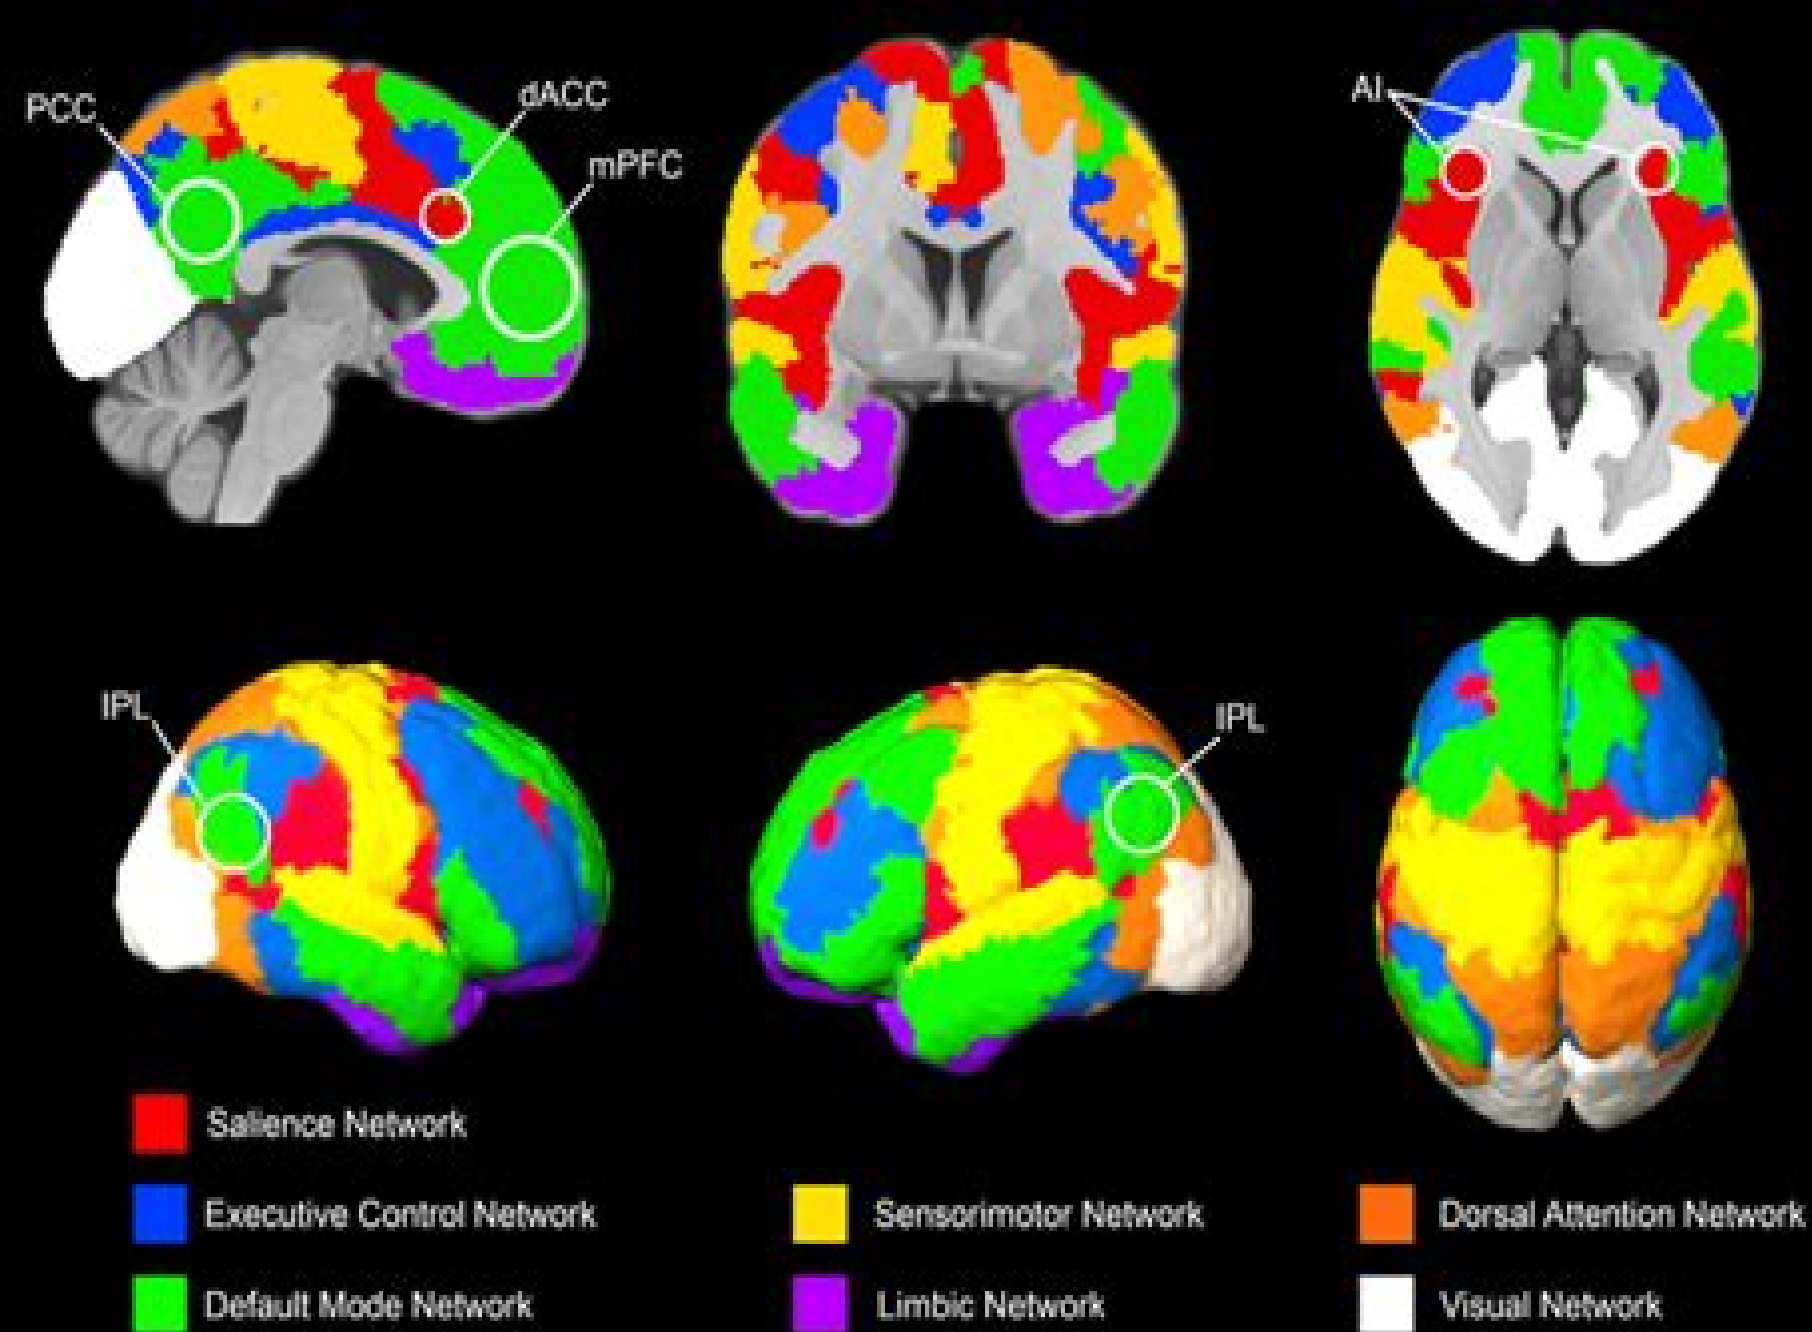 PCC
dACC
mPFC
AI
IPL
IPL
Salience Network
Executive Control Network
Sensorimotor Network
Dorsal Attention Network
Default Mode Network
Limbic Network
Visual Network